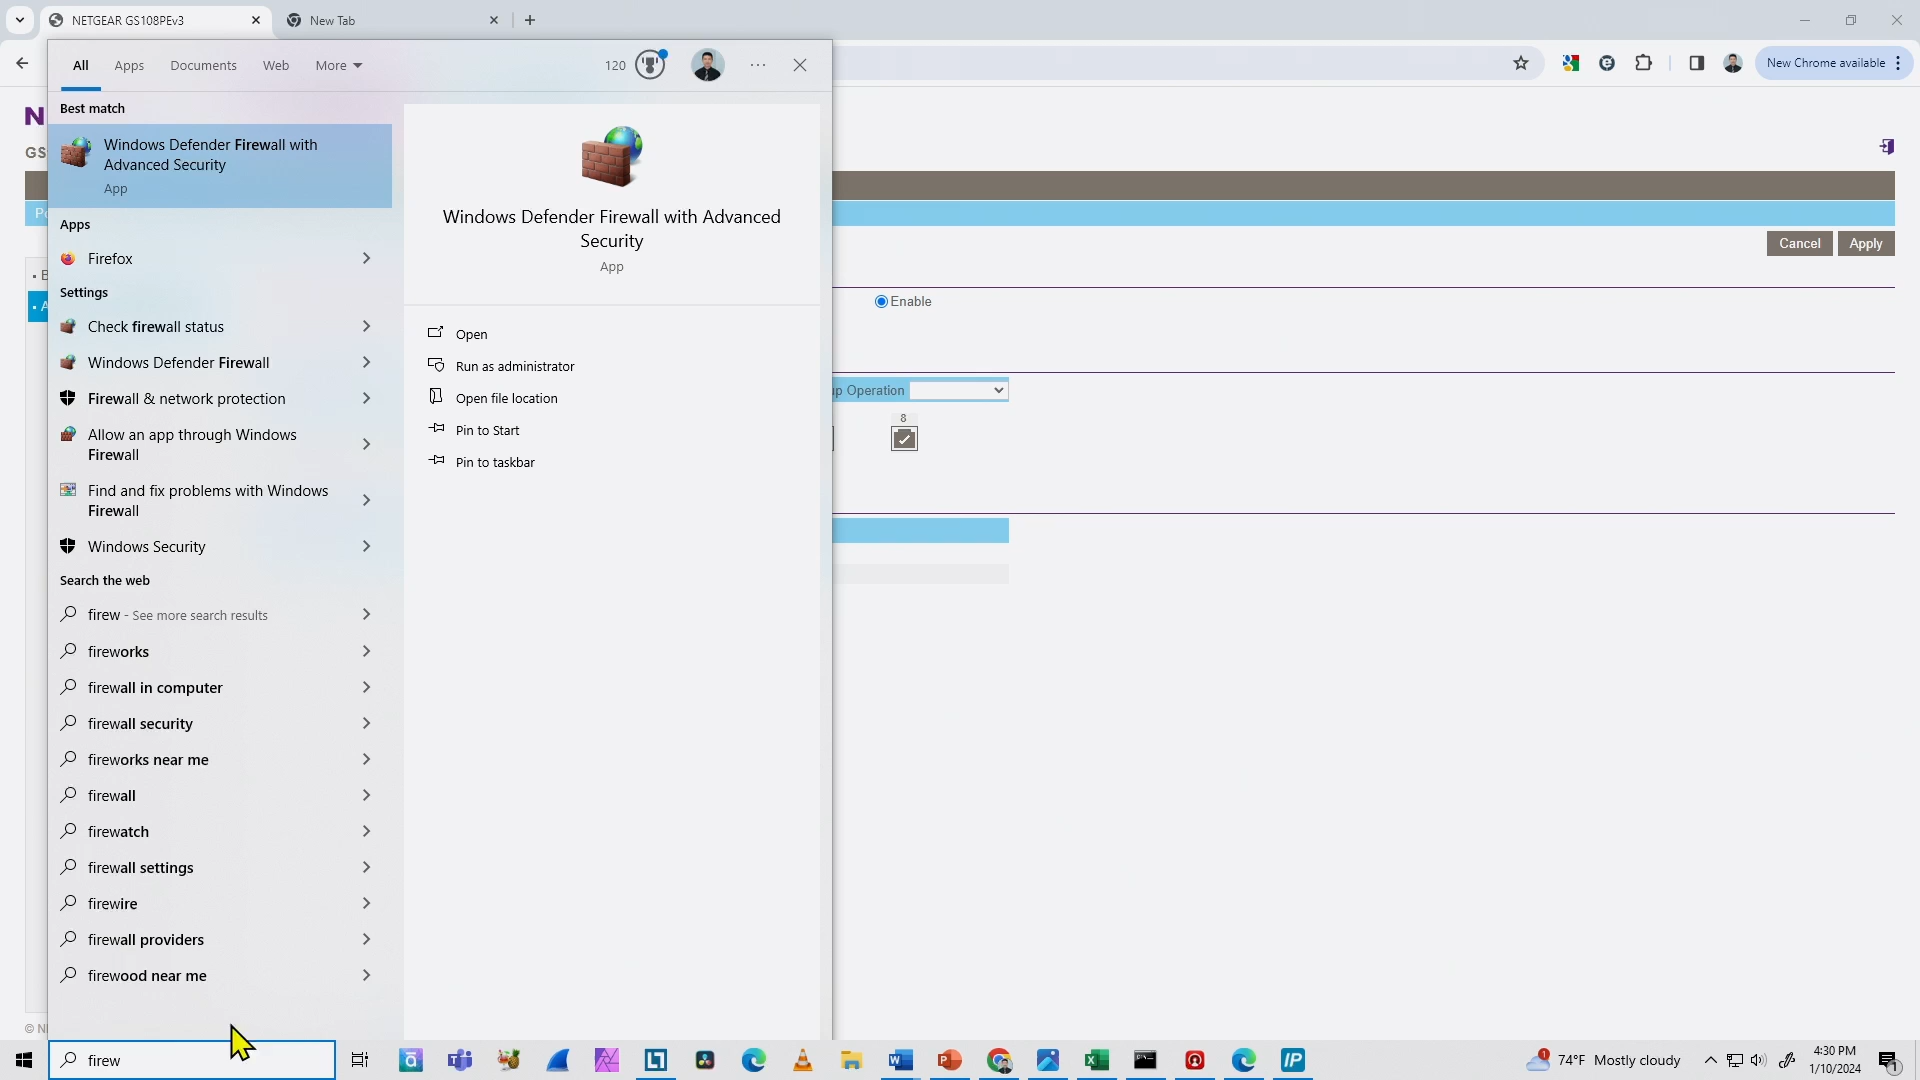 NETGEAR GS108PEv3
New Tab
All
Apps
Documents
Web
More
120
New Chrome available
Best match
Windows Defender Firewall with
Advanced Security
App
Apps
Firefox
Settings
Check firewall status
Windows Defender Firewall
Firewall & network protection
Allow an app through Windows
Firewall
Find and fix problems with Windows
Firewall
Windows Security
Search the web
firew - See more search results
fireworks
firewall in computer
firewall security
fireworks near me
firewall
firewatch
firewall settings
firewire
firewall providers
firewood near me
Windows Defender Firewall with Advanced
Security
App
Open
Run as administrator
Open file location
Pin to Start
Pin to taskbar
N
GS
Cancel
Apply
Enable
Operation
8
© N
firew
74°F Mostly cloudy
4:30 PM
1/10/2024